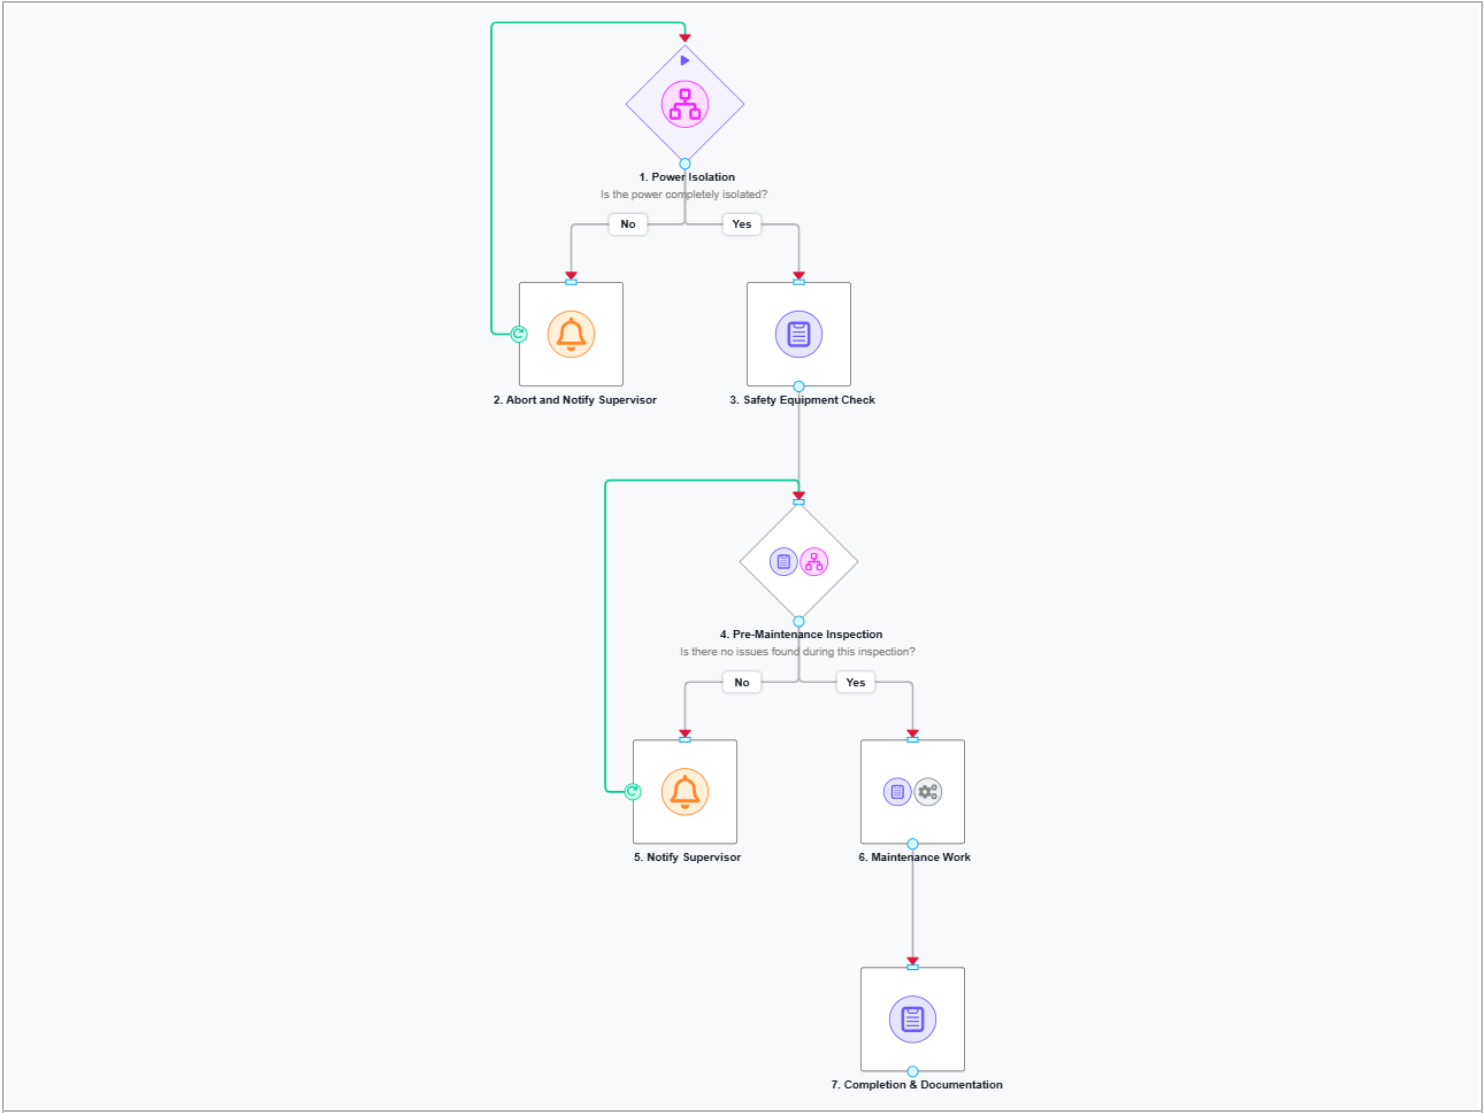 1. Power Isolation
Is the power completely isolated?
No
Yes
2. Abort and Notify Supervisor
3. Safety Equipment Check
4. Pre-Maintenance Inspection
Is there no issues found during this inspection?
No
Yes
5. Notify Supervisor
6. Maintenance Work
7. Completion & Documentation